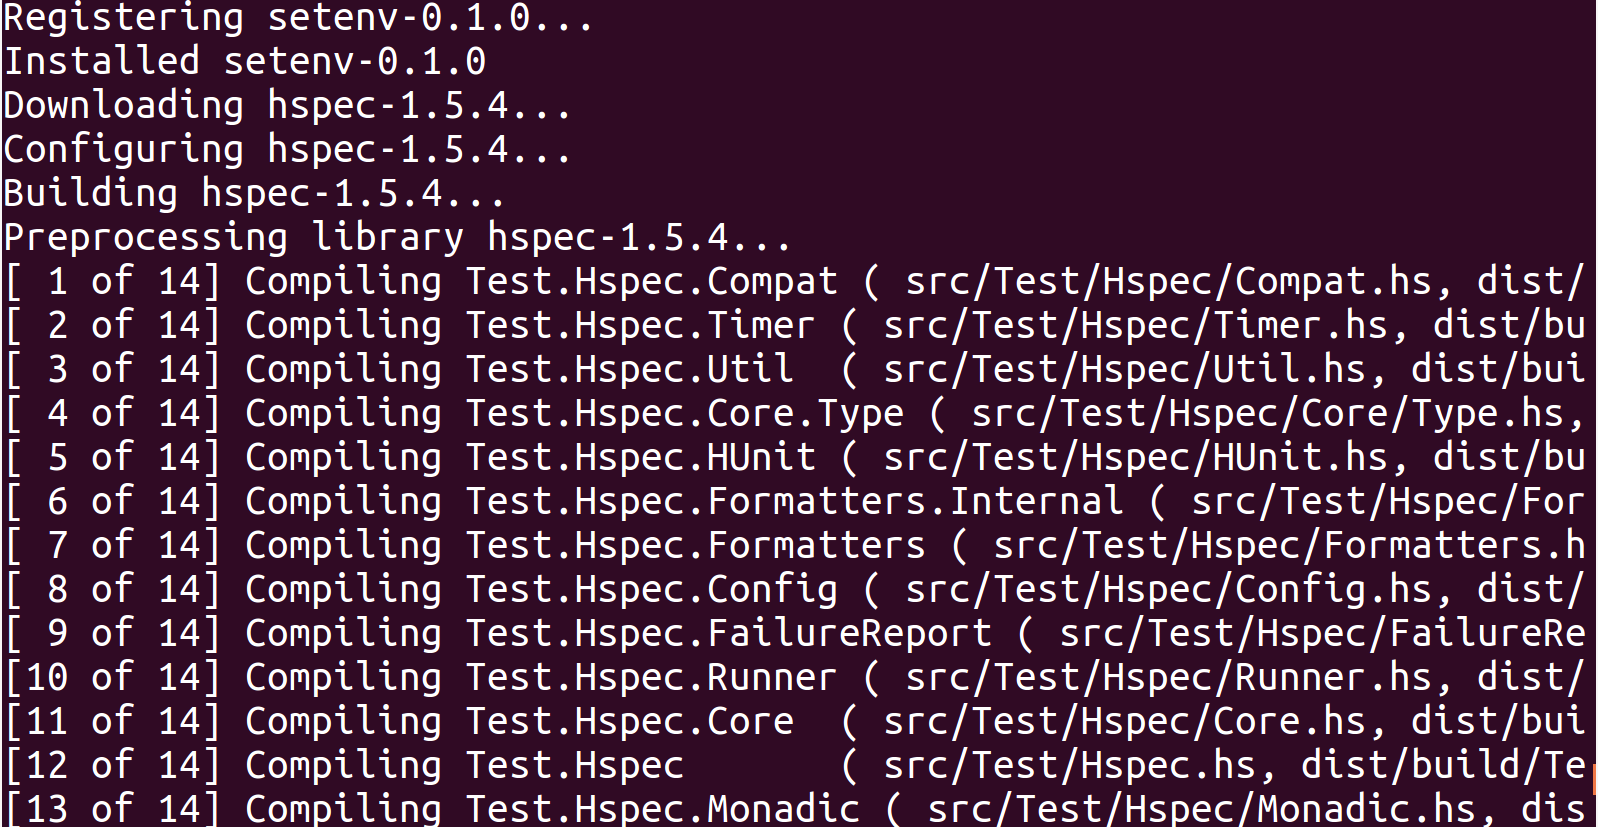 Registering setenv-0.1.0...
Installed setenv-0.1.0
Downloading hspec-1.5.4...
Configuring hspec-1.5.4...
Building hspec-1.5.4...
Preprocessing library hspec-1.5.4...
[ 1 of 14] Compiling Test.Hspec.Compat ( src/Test/Hspec/Compat.hs, dist/
[ 2 of 14] Compiling Test.Hspec.Timer ( src/Test/Hspec/Timer.hs, dist/bu
[ 3 of 14] Compiling Test.Hspec.Util  ( src/Test/Hspec/Util.hs, dist/bui
[ 4 of 14] Compiling Test.Hspec.Core.Type ( src/Test/Hspec/Core/Type.hs,
[ 5 of 14] Compiling Test.Hspec.HUnit ( src/Test/Hspec/HUnit.hs, dist/bu
[ 6 of 14] Compiling Test.Hspec.Formatters.Internal ( src/Test/Hspec/For
[ 7 of 14] Compiling Test.Hspec.Formatters ( src/Test/Hspec/Formatters.h
[ 8 of 14] Compiling Test.Hspec.Config ( src/Test/Hspec/Config.hs, dist/
[ 9 of 14] Compiling Test.Hspec.FailureReport ( src/Test/Hspec/FailureRe
[10 of 14] Compiling Test.Hspec.Runner ( src/Test/Hspec/Runner.hs, dist/
[11 of 14] Compiling Test.Hspec.Core  ( src/Test/Hspec/Core.hs, dist/bui
[12 of 14] Compiling Test.Hspec       ( src/Test/Hspec.hs, dist/build/Te
[13 of 14] Compiling Test.Hspec.Monadic ( src/Test/Hspec/Monadic.hs, dis